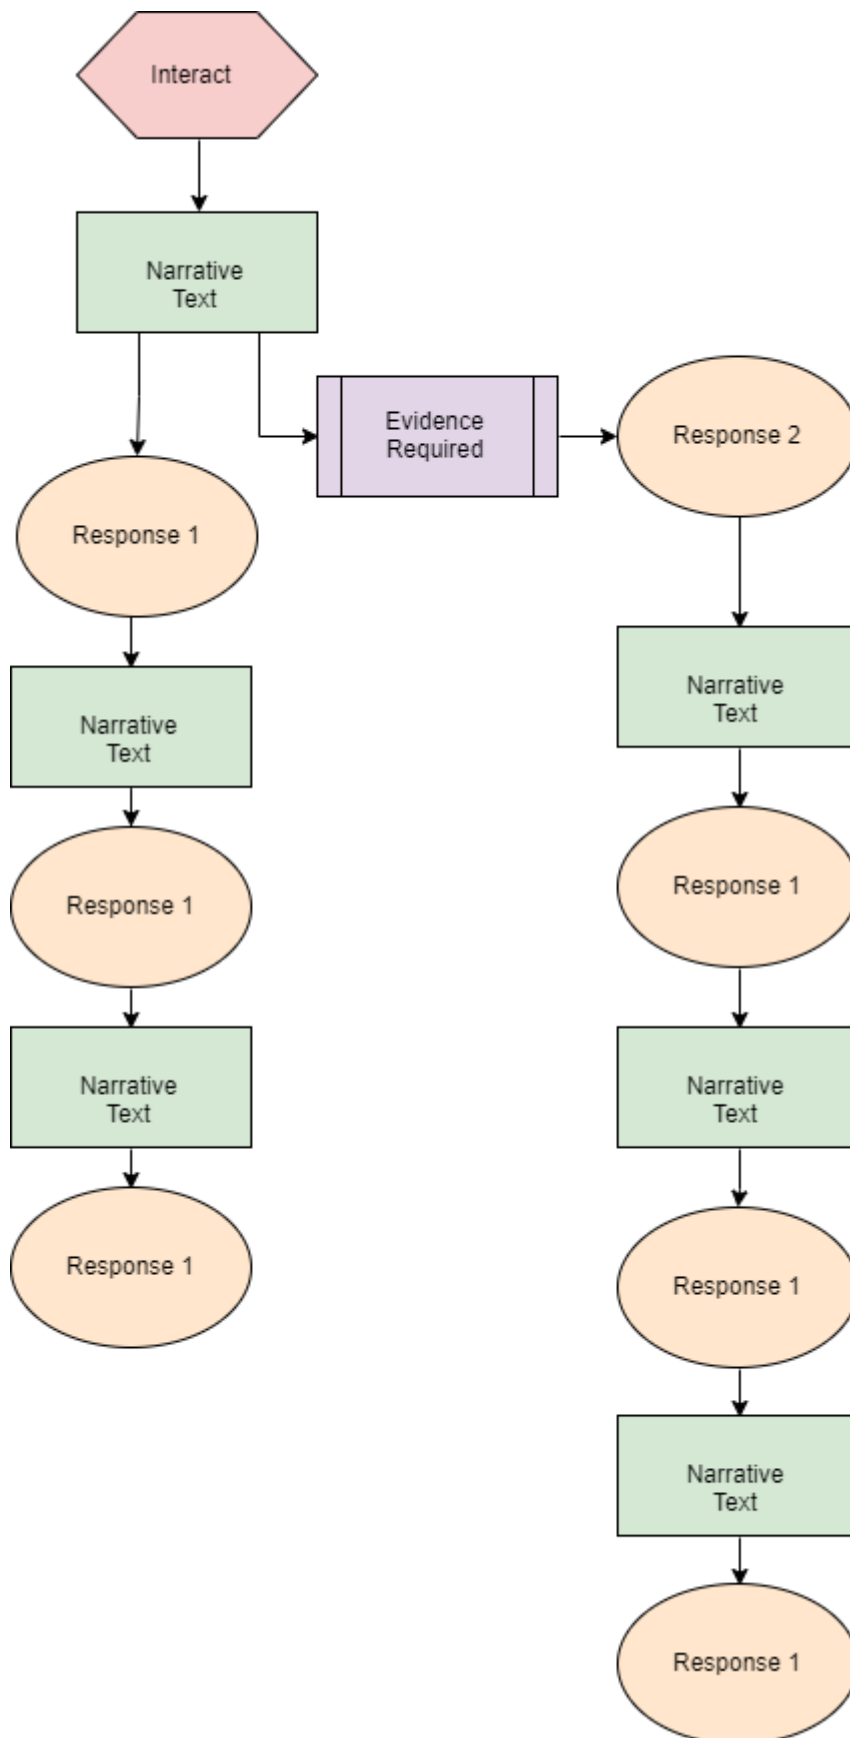 Interact
Narrative
Text
Evidence
Required
Response 2
Response 1
Narrative
Text
Narrative
Text
Response 1
Response 1
Narrative
Text
Narrative
Text
Response 1
Response 1
Narrative
Text
Response 1